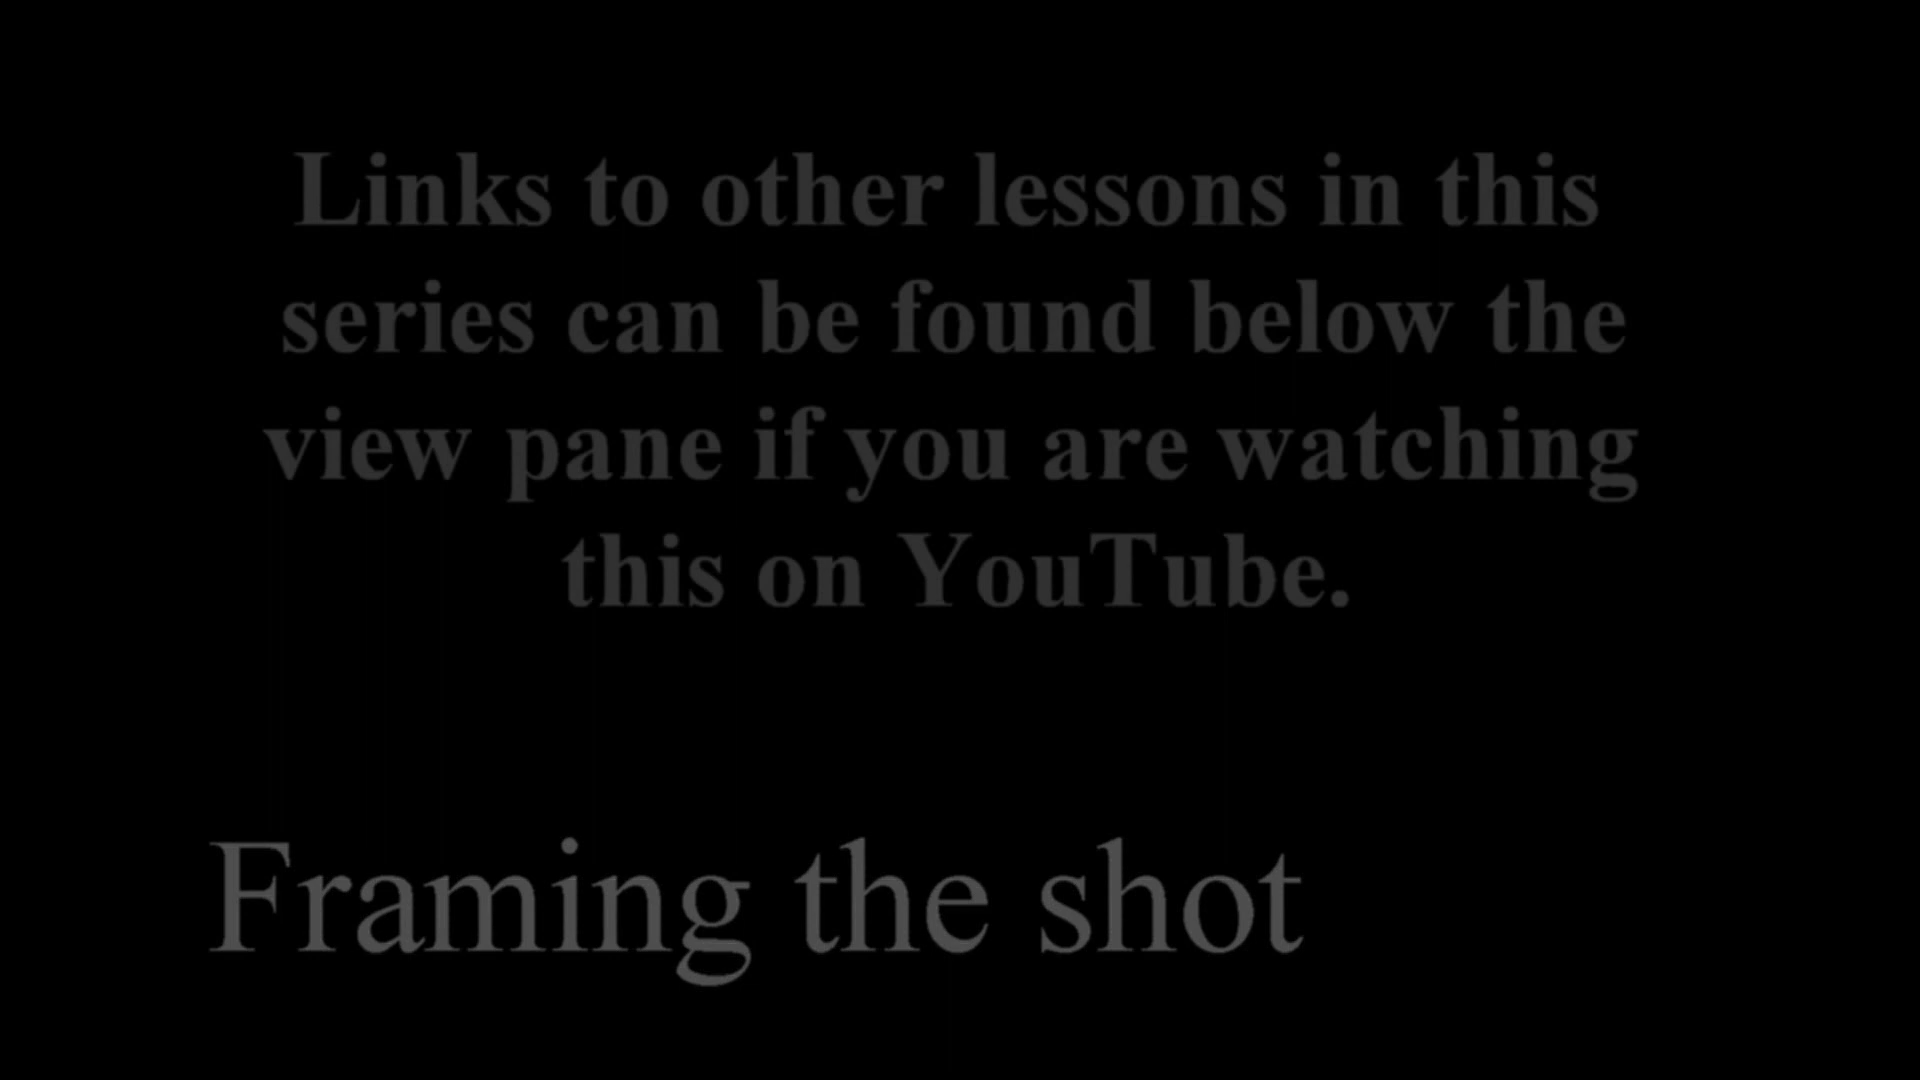 Links to other lessons in this
series can be found below the
view pane if you are watching
this on YouTube.
Framing the shot